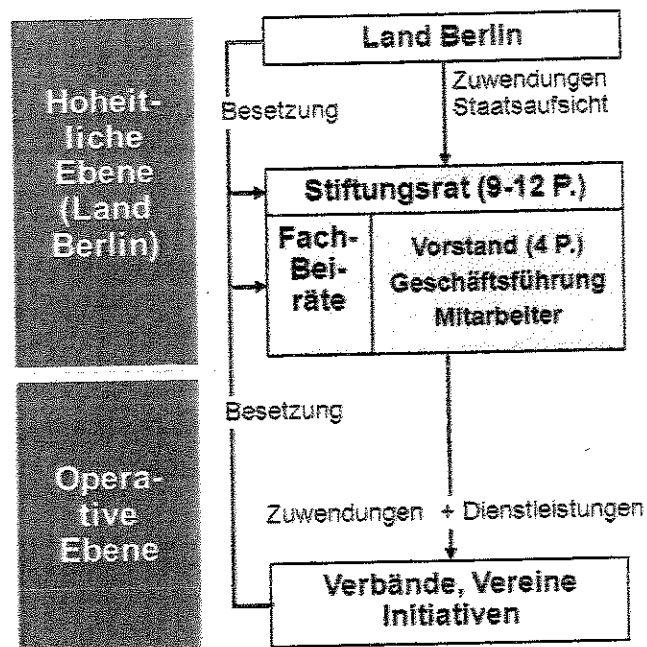 Land Berlin
Hoheit-
liche
Ebene
(Land
Berlin)
Besetzung
Zuwendungen
Staatsaufsicht
Stiftungsrat (9-12 P.)
Fach-
Bei-
räte
Vorstand (4 P.)
Geschäftsführung
Mitarbeiter
Besetzung
Opera-
tive
Ebene
Zuwendungen + Dienstleistungen
Verbände, Vereine
Initiativen